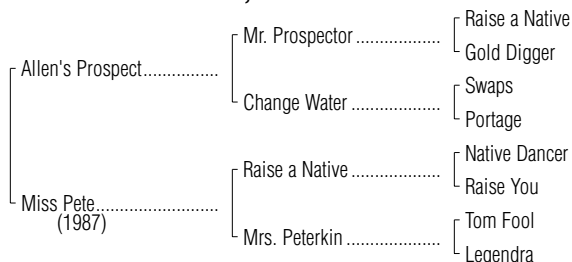 Raise a Native
Mr. Prospector ..................
Gold Digger
Allen's Prospect................
Swaps
Change Water ...................
Portage
Native Dancer
Raise a Native ...................
Raise You
Miss Pete..........................
(1987)
Tom Fool
Mrs. Peterkin ....................
Legendra